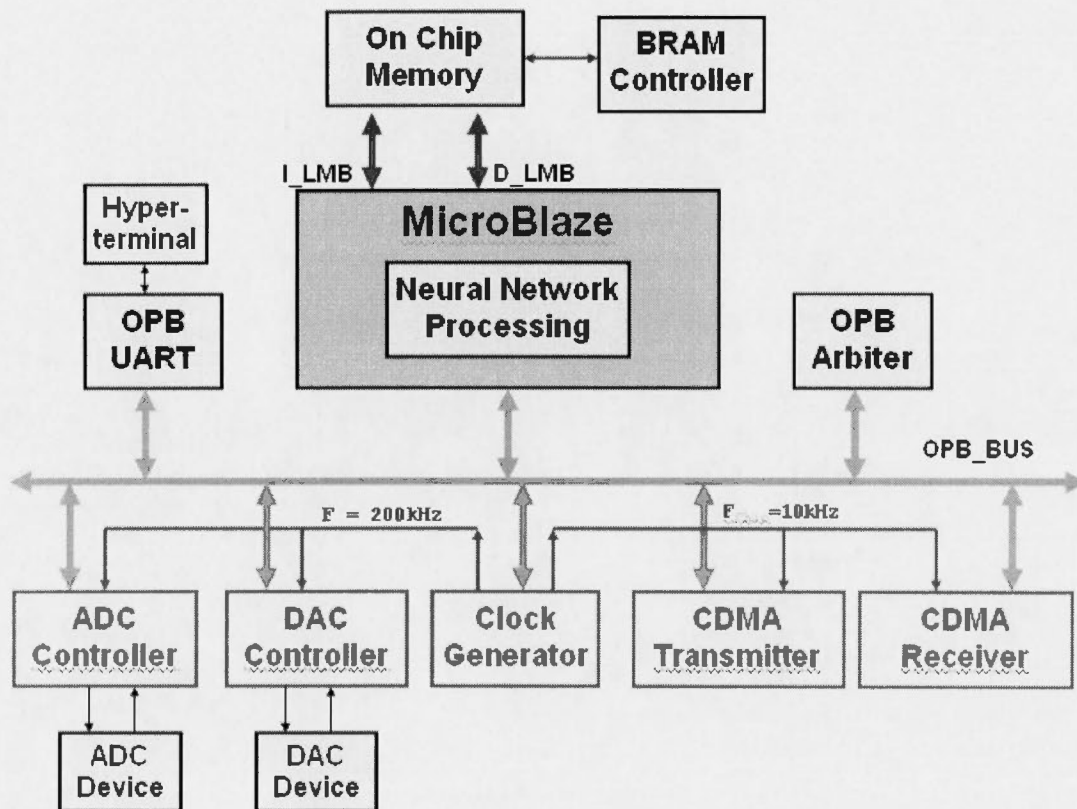 On Chip
Memory
BRAM
Controller
I_LMB
D_LMB
Hyper-
terminal
MicroBlaze
Neural Network
Processing
OPB
UART
OPB
Arbiter
OPB_BUS
F = 200kHz
F =10kHz
ADC
Controller
DAC
Controller
Clock
Generator
CDMA
Transmitter
CDMA
Receiver
ADC
Device
DAC
Device